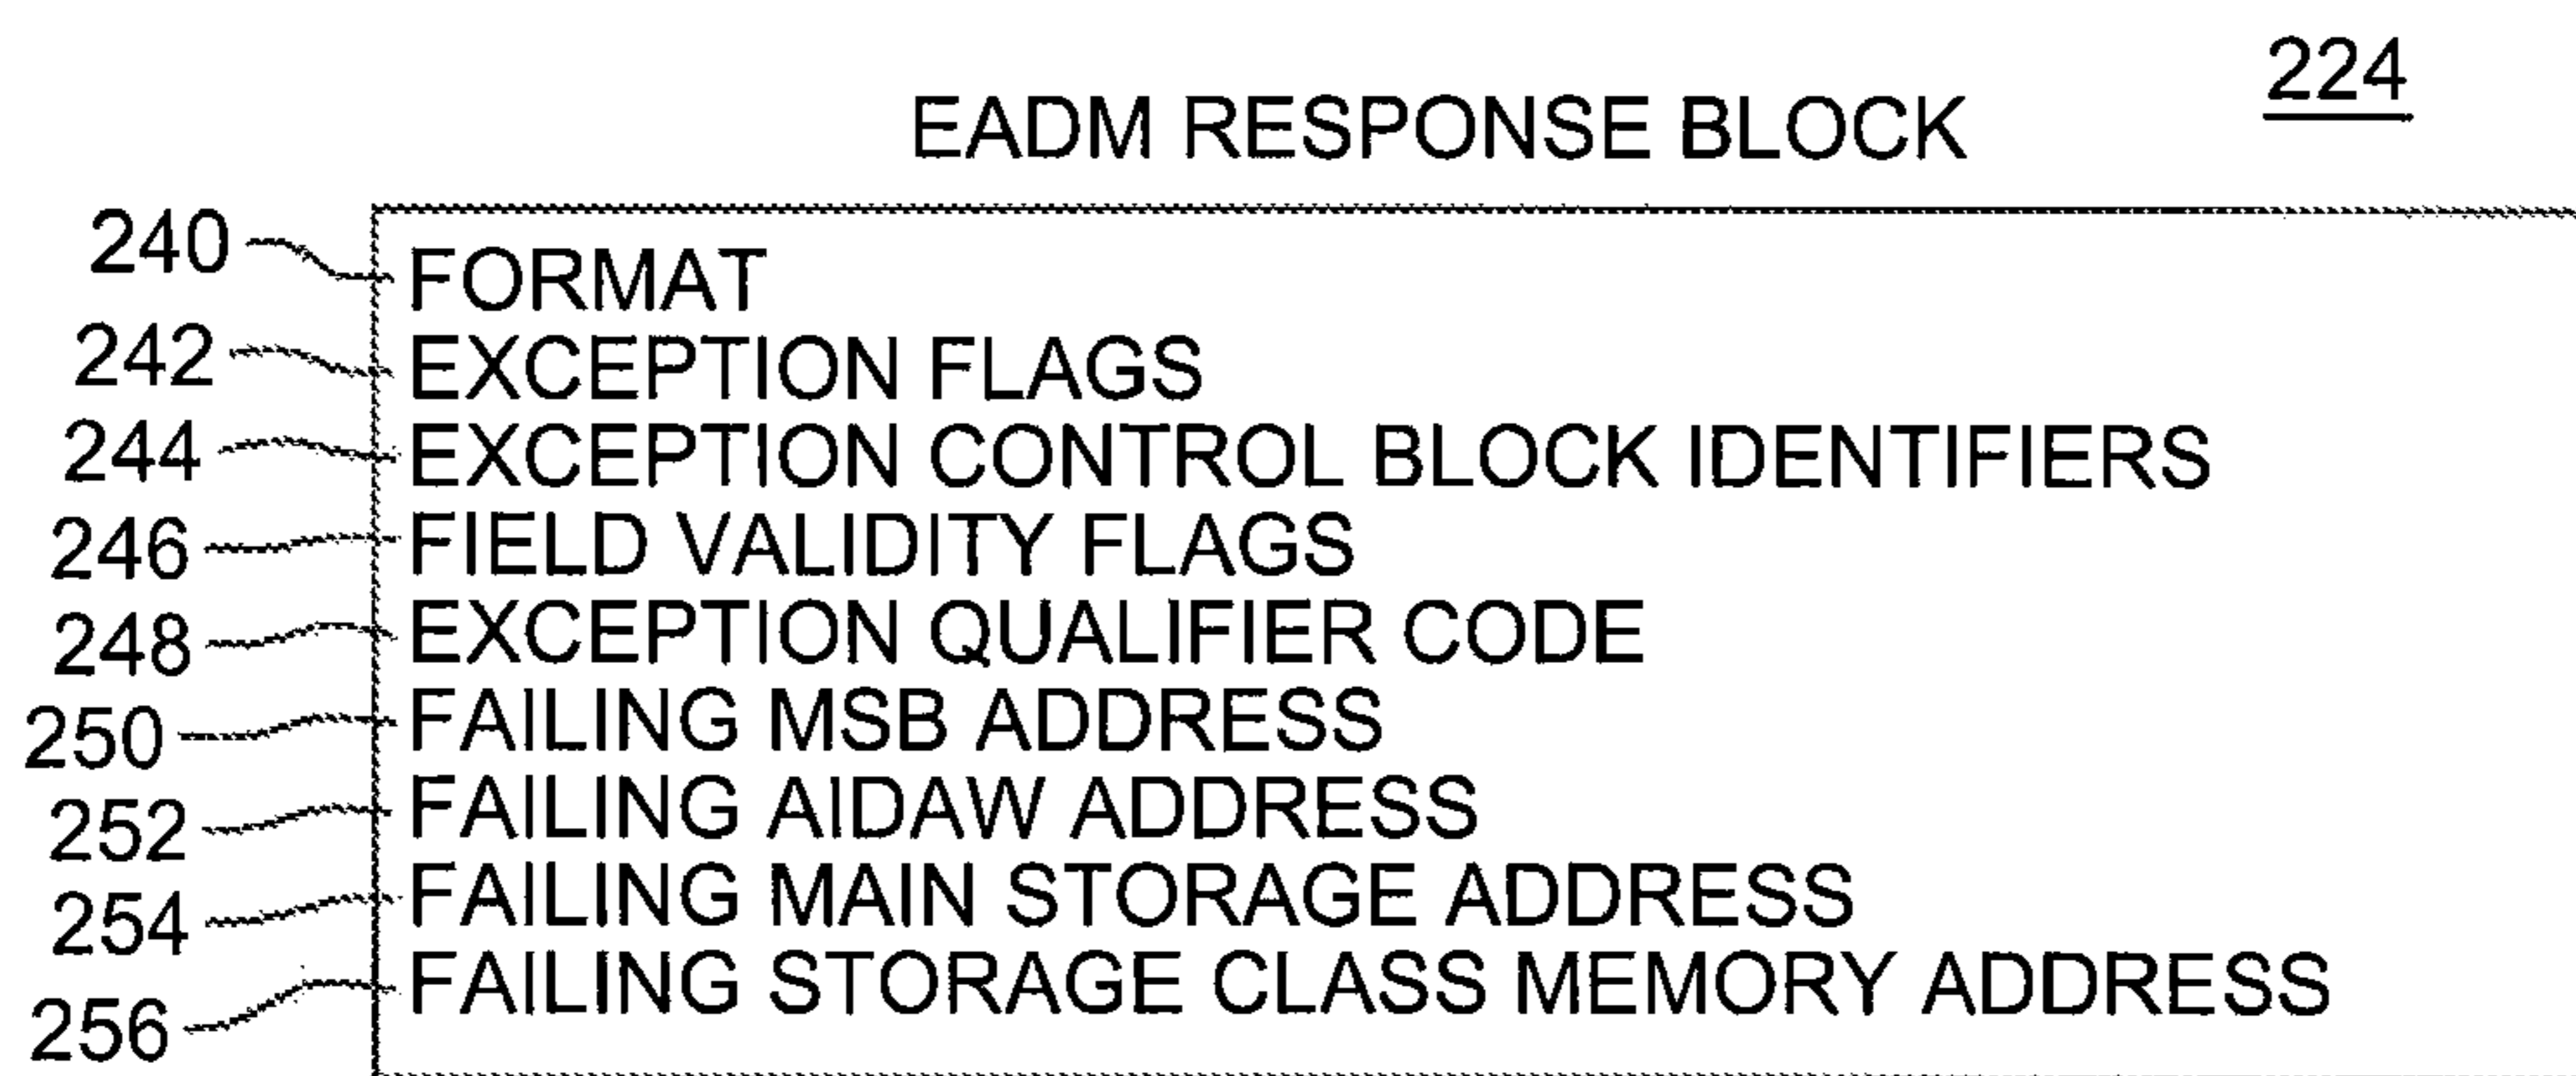 224
EADM RESPONSE BLOCK
240 FORMAT
242 EXCEPTION FLAGS
244 EXCEPTION CONTROL BLOCK IDENTIFIERS
246 FIELD VALIDITY FLAGS
248 EXCEPTION QUALIFIER CODE
250 FAILING MSB ADDRESS
252 FAILING AIDAW ADDRESS
254 FAILING MAIN STORAGE ADDRESS
256 FAILING STORAGE CLASS MEMORY ADDRESS